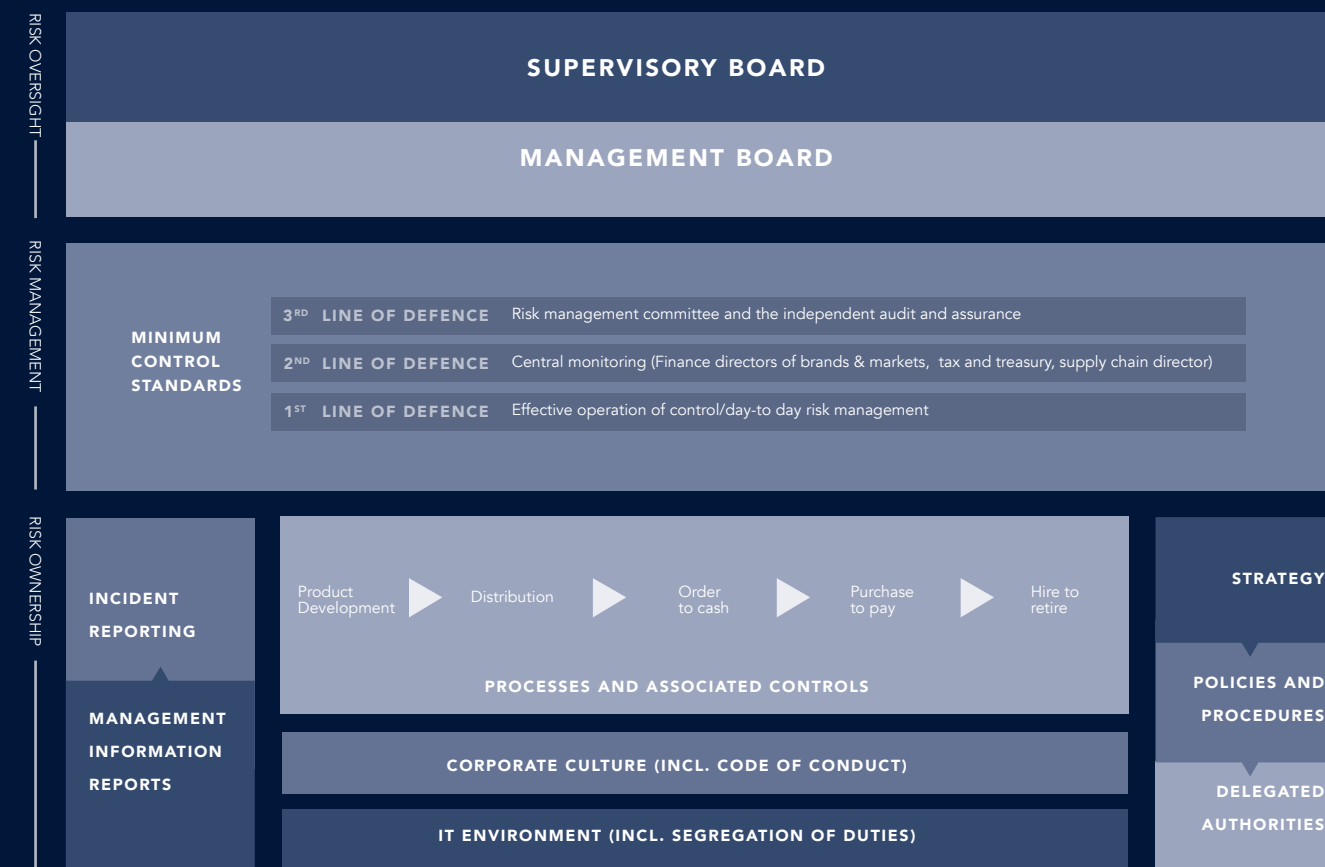 RISK OVERSIGHT
SUPERVISORY BOARD
MANAGEMENT BOARD
RISK MANAGEMENT
MINIMUM
CONTROL
STANDARDS
3RD LINE OF DEFENCE Risk management committee and the independent audit and assurance
2ND LINE OF DEFENCE Central monitoring (Finance directors of brands & markets, tax and treasury, supply chain director)
1ST LINE OF DEFENCE Effective operation of control/day-to day risk management
RISK OWNERSHIP
INCIDENT
REPORTING
MANAGEMENT
INFORMATION
REPORTS
Product
Development
Distribution
Order
to cash
Purchase
to pay
Hire to
retire
PROCESSES AND ASSOCIATED CONTROLS
CORPORATE CULTURE (INCL. CODE OF CONDUCT)
IT ENVIRONMENT (INCL. SEGREGATION OF DUTIES)
STRATEGY
POLICIES AND
PROCEDURES
DELEGATED
AUTHORITIES